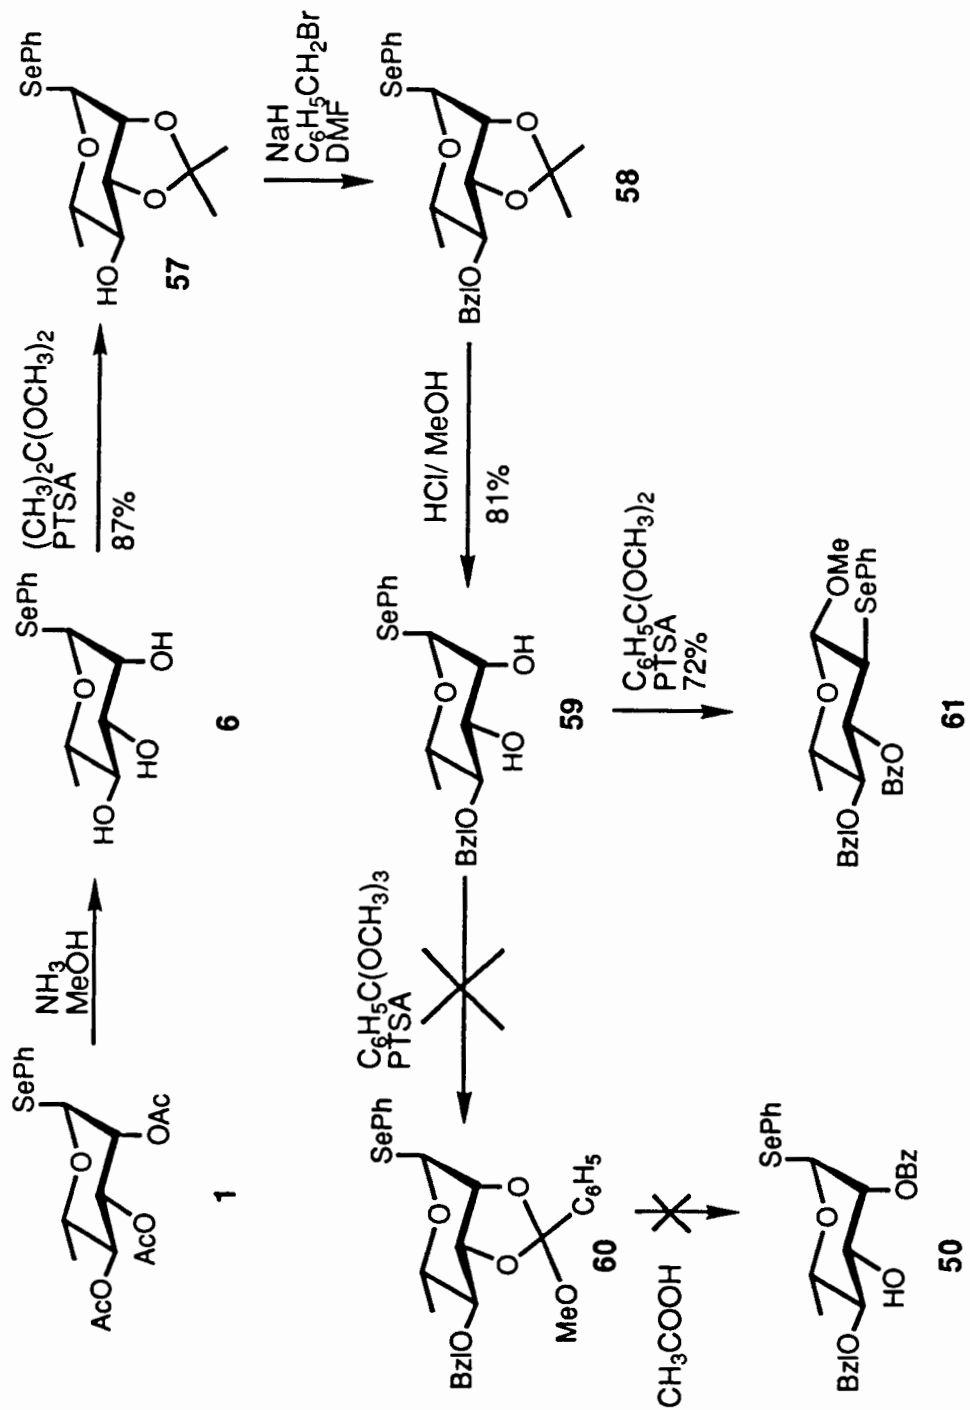 SePh
AcO
O
AcO
OAc
1
NH3
MeOH
SePh
HO
O
HO
OH
6
(CH3)2C(OCH3)2
PTSA
87%
SePh
HO
O
O
O
57
NaH
C6H5CH2Br
DMF
SePh
BzlO
O
O
O
58
HCl/ MeOH
81%
SePh
BzlO
O
HO
OH
59
C6H5C(OCH3)3
PTSA
SePh
BzlO
O
O
O
MeO
C6H5
60
CH3COOH
SePh
BzlO
O
HO
OBz
50
C6H5C(OCH3)2
PTSA
72%
BzlO
O
BzO
OMe
SePh
61